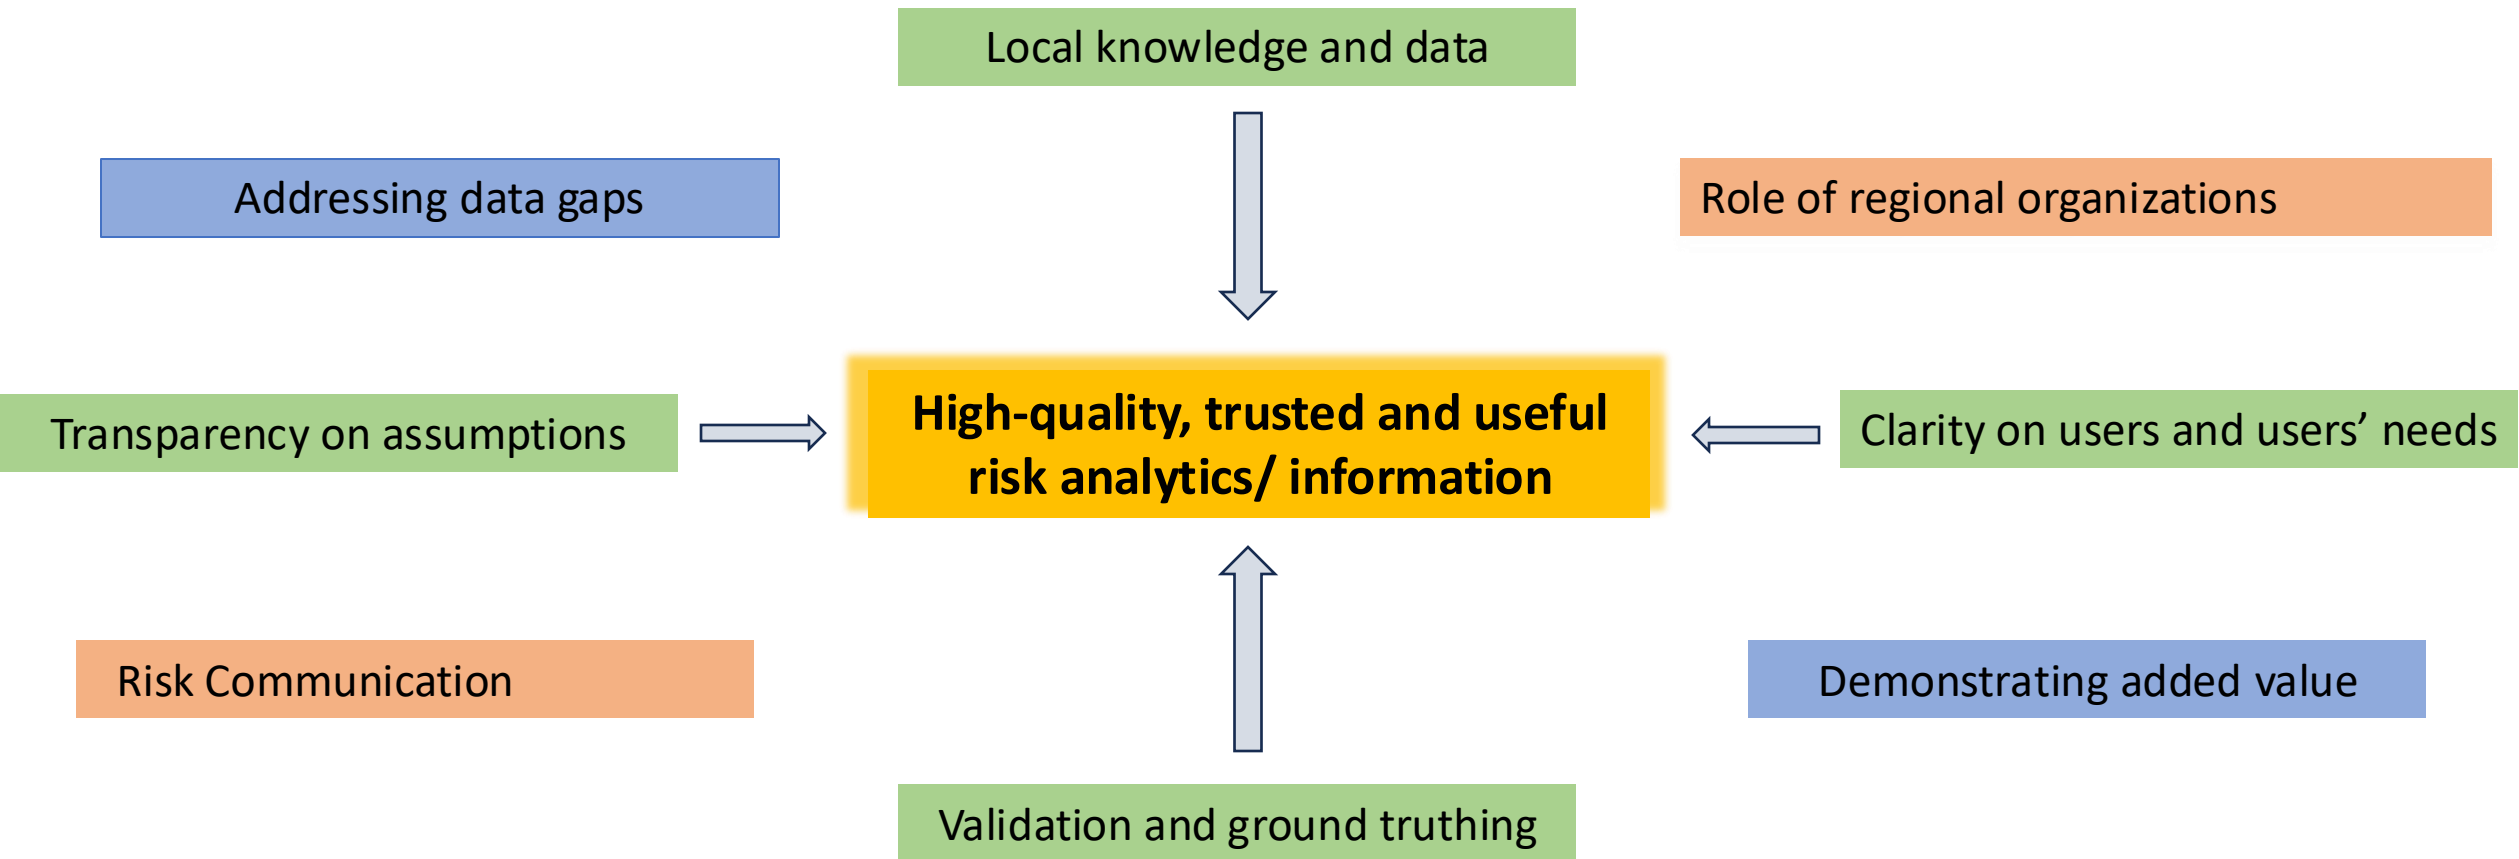 Local knowledge and data
Addressing data gaps
Role of regional organizations
High-quality, trusted and useful
risk analytics/ information
Transparency on assumptions
Clarity on users and users’ needs
Risk Communication
Demonstrating added value
Validation and ground truthing